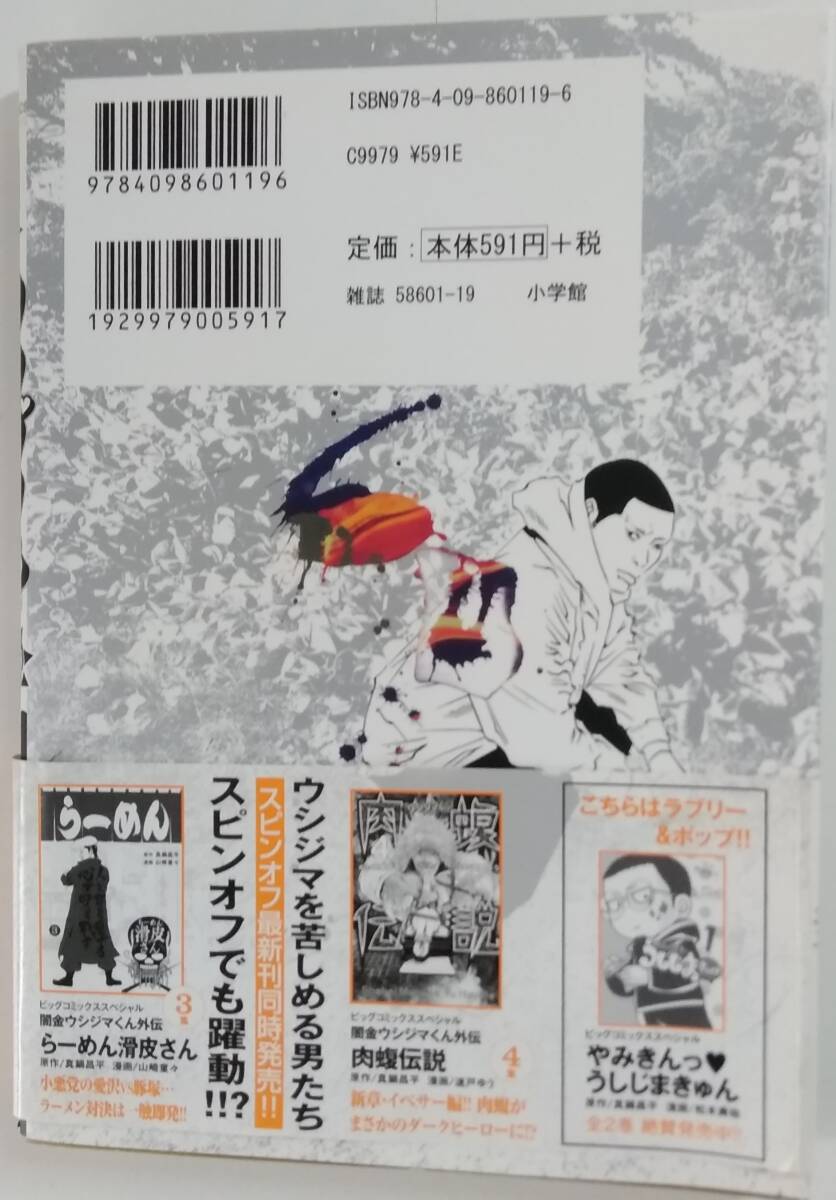 ISBN978-4-09-860119-6
C9979 ¥591E
定価：本体591円+税
雑誌 58601-19 小学館
9784098601196
1929979005917
ウシジマを苦しめる男たち
スピンオフ最新刊同時発売!!
スピンオフでも躍動!!?
らーめん
滑皮さん
ビッグコミックススペシャル
3集
闇金ウシジマくん外伝
らーめん滑皮さん
原作/真鍋昌平 漫画/山崎童々
小悪党の愛沢vs.豚塚…
ラーメン対決は一触即発!!
肉蝮伝説
ビッグコミックススペシャル
闇金ウシジマくん外伝
4集
肉蝮伝説
原作/真鍋昌平 漫画/速戸ゆう
新章・イベサー編!! 肉蝮が
まさかのダークヒーローに!?
こちらはラブリー
&ポップ!!
ビッグコミックススペシャル
やみきんっ♥
うしじまきゅん
原作/真鍋昌平
全2巻 絶賛発売中!!